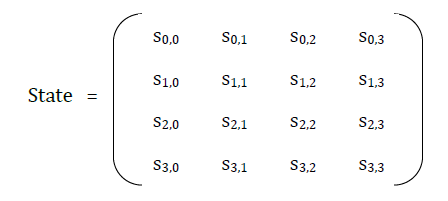 s0,0 s0,1 s0,2 s0,3
s1,0 s1,1 s1,2 s1,3
State =
s2,0 s2,1 s2,2 s2,3
s3,0 s3,1 s3,2 s3,3